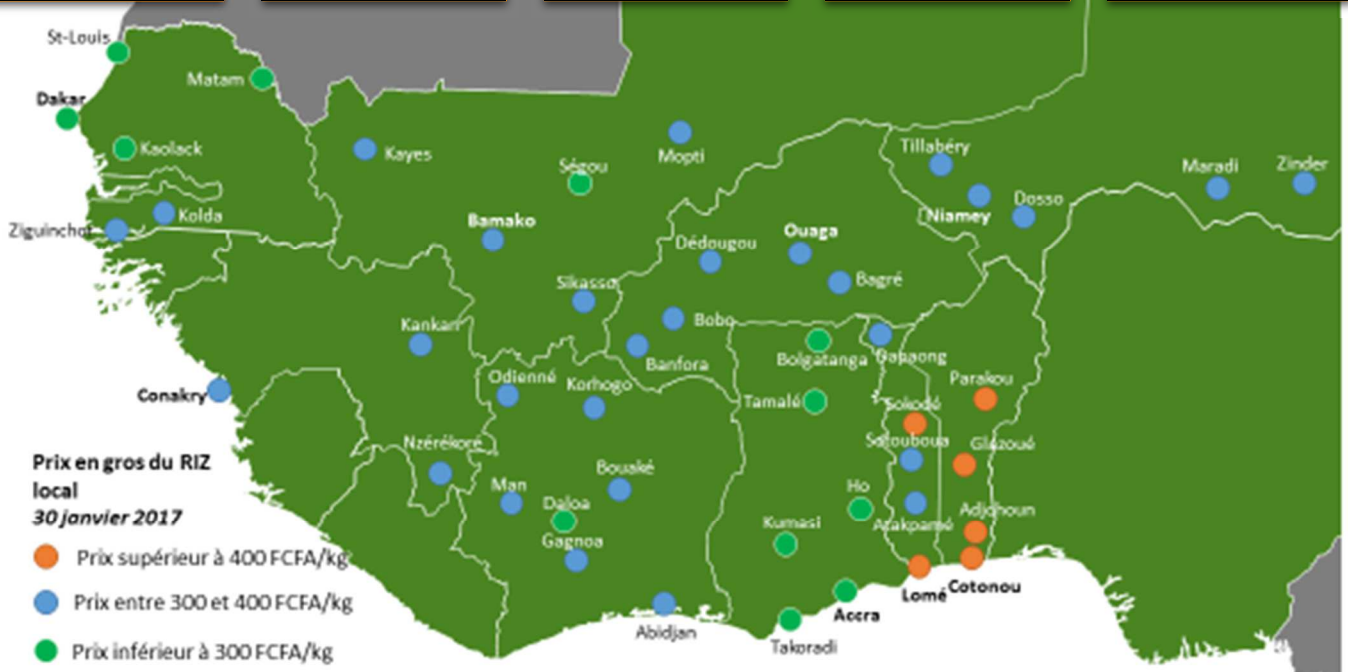 St-Louis
Matam
Dakar
Kaolack
Kayes
Mopti
Ségou
Tillabéry
Maradi
Zinder
Kolda
Ziguinchor
Bamako
Niamey
Dosso
Ouaga
Dédougou
Bagré
Sikasso
Kankan
Bobo
Banfora
Bolgatanga
Dapaong
Odienné
Korhogo
Parakou
Conakry
Tamalé
Sokodé
Nzérékoré
Sotouboua
Glazoué
Prix en gros du RIZ
local
30 janvier 2017
Man
Bouaké
Daloa
Ho
Kumasi
Adjohoun
Atakpamé
Gagnoa
Prix supérieur à 400 FCFA/kg
Prix entre 300 et 400 FCFA/kg
Lomé
Cotonou
Accra
Abidjan
Takoradi
Prix inférieur à 300 FCFA/kg